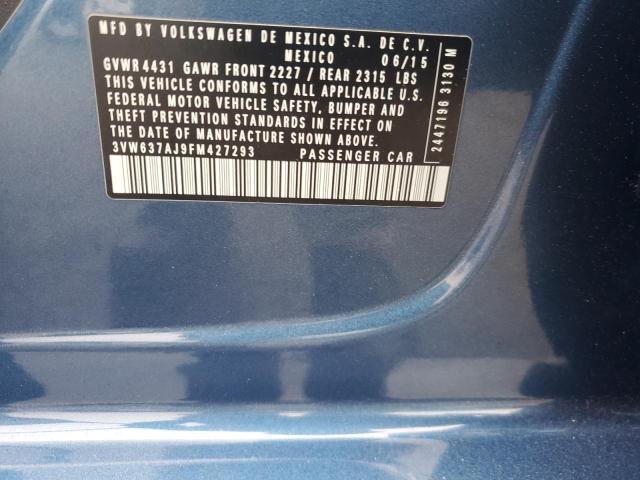 MFD BY VOLKSWAGEN DE MEXICO S.A. DE C.V.
MEXICO 06/15
GVWR 4431 GAWR FRONT 2227 / REAR 2315 LBS
THIS VEHICLE CONFORMS TO ALL APPLICABLE U.S.
FEDERAL MOTOR VEHICLE SAFETY, BUMPER AND
THEFT PREVENTION STANDARDS IN EFFECT ON
THE DATE OF MANUFACTURE SHOWN ABOVE.
3VW637AJ9FM427293 PASSENGER CAR
2447196 3130 M